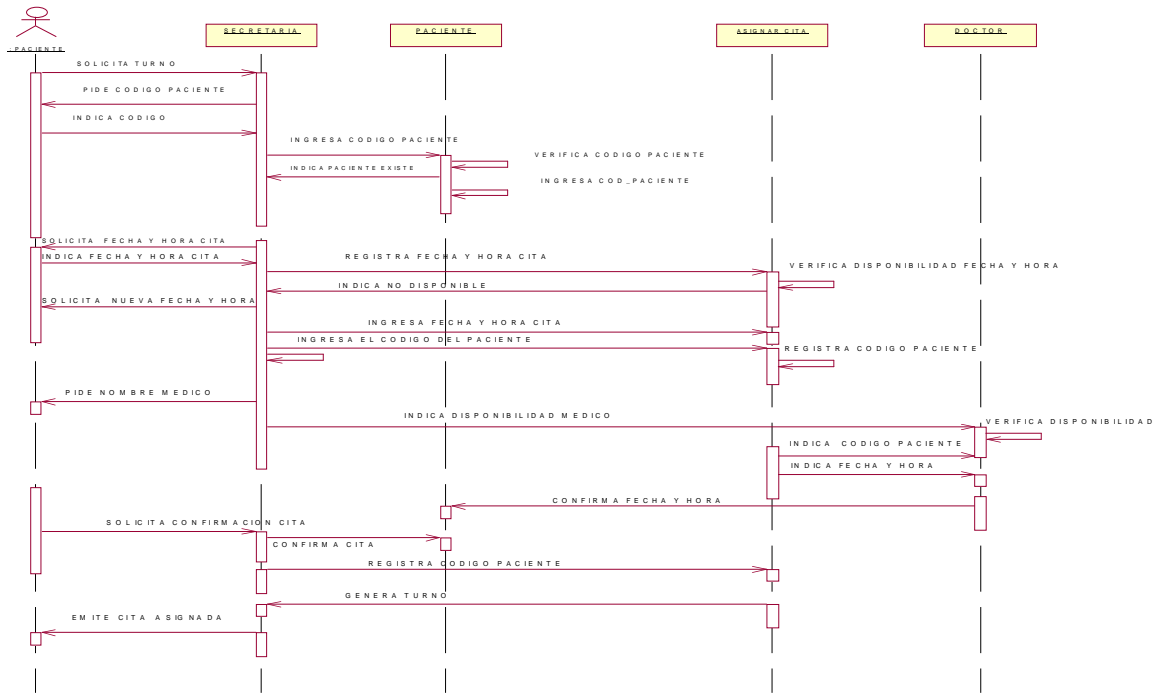 : PACIENTE
SECRETARIA
PACIENTE
ASIGNAR CITA
DOCTOR
SOLICITA TURNO
PIDE CODIGO PACIENTE
INDICA CODIGO
INGRESA CODIGO PACIENTE
VERIFICA CODIGO PACIENTE
INDICA PACIENTE EXISTE
INGRESA COD_PACIENTE
SOLICITA FECHA Y HORA CITA
INDICA FECHA Y HORA CITA
REGISTRA FECHA Y HORA CITA
VERIFICA DISPONIBILIDAD FECHA Y HORA
INDICA NO DISPONIBLE
SOLICITA NUEVA FECHA Y HORA
INGRESA FECHA Y HORA CITA
INGRESA EL CODIGO DEL PACIENTE
REGISTRA CODIGO PACIENTE
PIDE NOMBRE MEDICO
INDICA DISPONIBILIDAD MEDICO
VERIFICA DISPONIBILIDAD
INDICA CODIGO PACIENTE
INDICA FECHA Y HORA
CONFIRMA FECHA Y HORA
SOLICITA CONFIRMACION CITA
CONFIRMA CITA
REGISTRA CODIGO PACIENTE
GENERA TURNO
EMITE CITA ASIGNADA